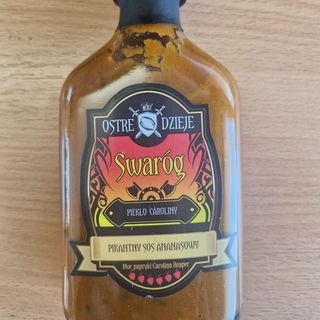 OSTRE DZIEJE
Swaróg
PIEKŁO CAROLINY
PIKANTNY SOS ANANASOWY
Moc papryki Carolina Reaper